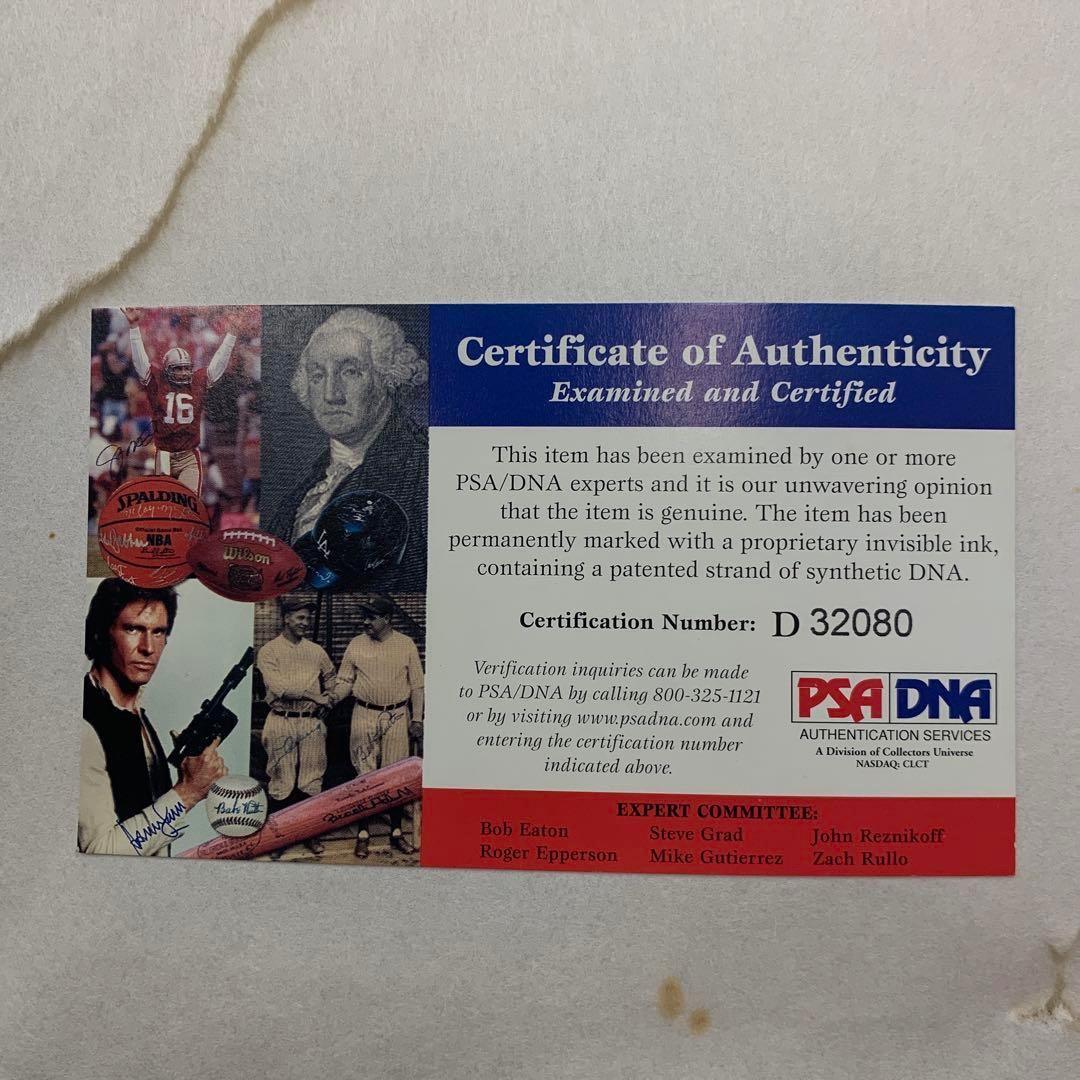 Certificate of Authenticity
Examined and Certified
This item has been examined by one or more
PSA/DNA experts and it is our unwavering opinion
that the item is genuine. The item has been
permanently marked with a proprietary invisible ink,
containing a patented strand of synthetic DNA.
Certification Number: D 32080
Verification inquiries can be made
to PSA/DNA by calling 800-325-1121
or by visiting www.psadna.com and
entering the certification number
indicated above.
PSA DNA
AUTHENTICATION SERVICES
A Division of Collectors Universe
NASDAQ: CLCT
EXPERT COMMITTEE:
Bob Eaton Steve Grad John Reznikoff
Roger Epperson Mike Gutierrez Zach Rullo
16
SPALDING
NBA
Wilson
LA
Babe Ruth